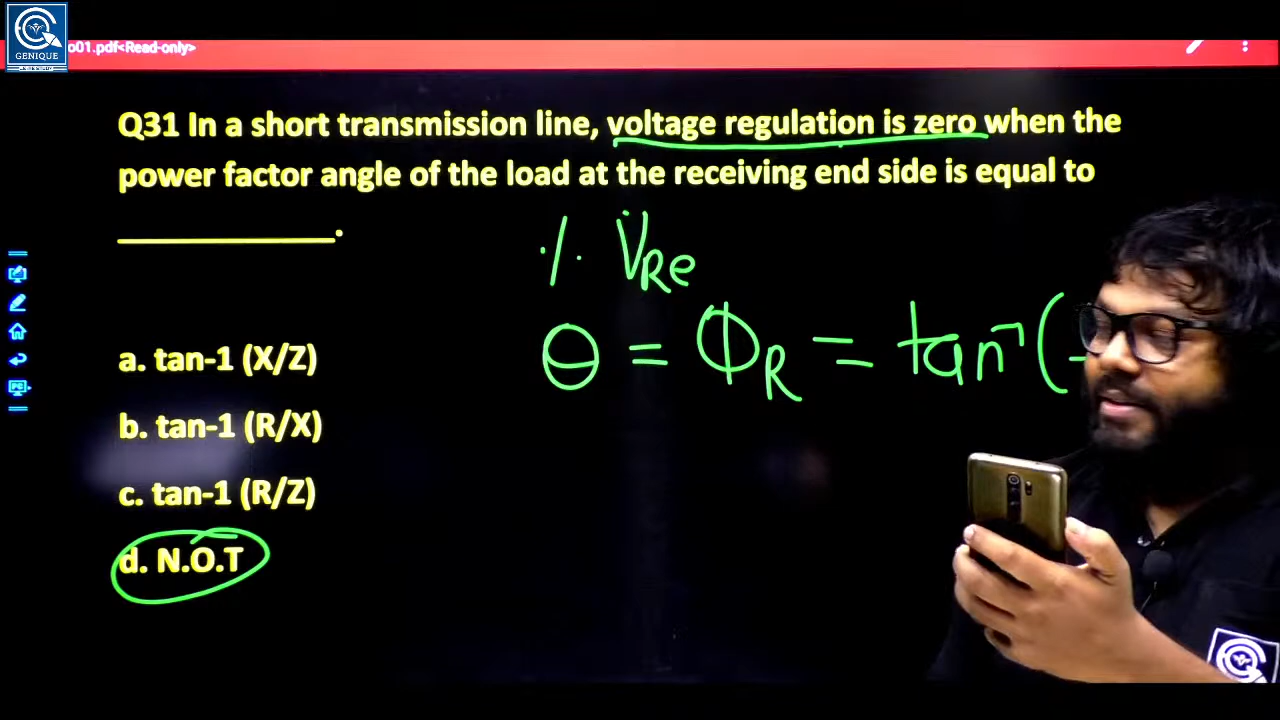 GENIQUE
o01.pdf<Read-only>
Q31 In a short transmission line, voltage regulation is zero when the
power factor angle of the load at the receiving end side is equal to
____________.
% VRe
θ = ΦR = tan⁻¹(
a. tan-1 (X/Z)
b. tan-1 (R/X)
c. tan-1 (R/Z)
d. N.O.T
PC